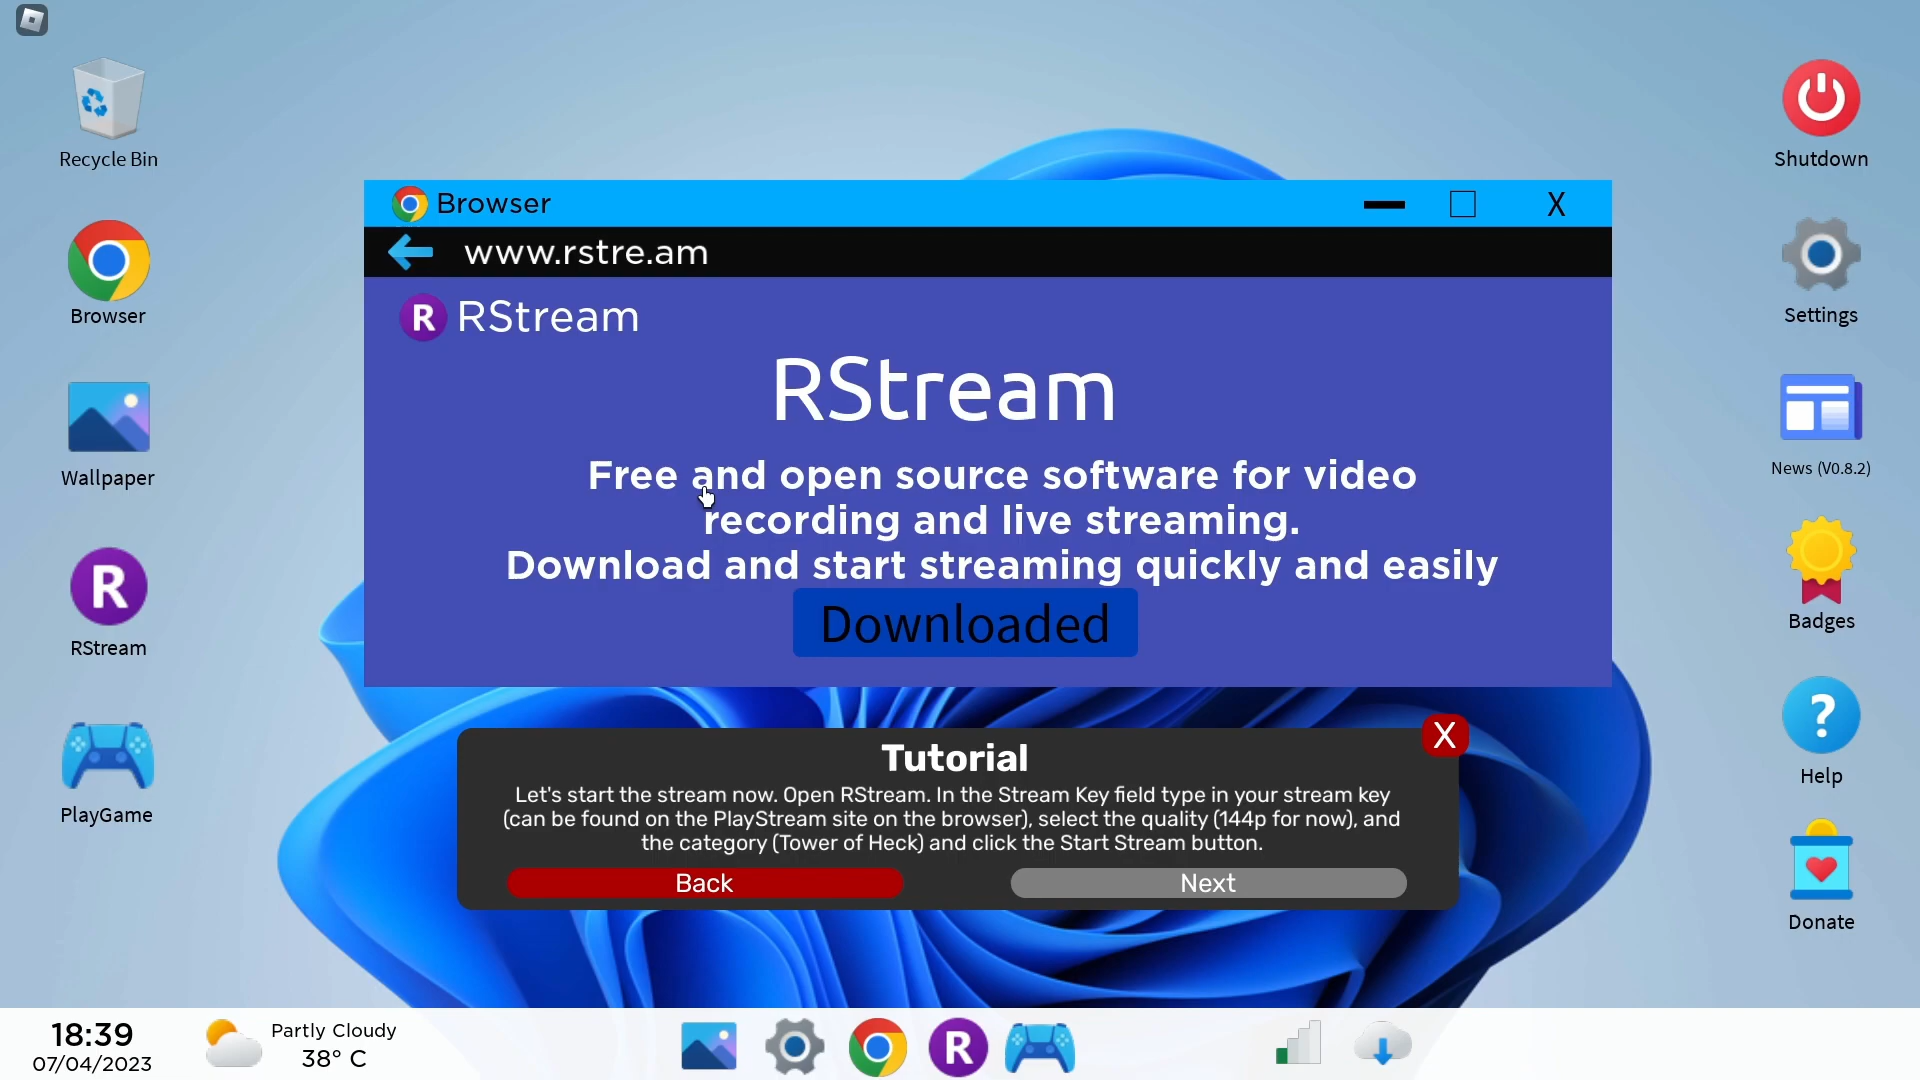 Recycle Bin
Browser
Wallpaper
R
RStream
PlayGame
Shutdown
Settings
News (V0.8.2)
Badges
?
Help
Donate
Browser
X
www.rstre.am
R RStream
RStream
Free and open source software for video
recording and live streaming.
Download and start streaming quickly and easily
Downloaded
X
Tutorial
Let's start the stream now. Open RStream. In the Stream Key field type in your stream key
(can be found on the PlayStream site on the browser), select the quality (144p for now), and
the category (Tower of Heck) and click the Start Stream button.
Back
Next
18:39
07/04/2023
Partly Cloudy
38° C
R